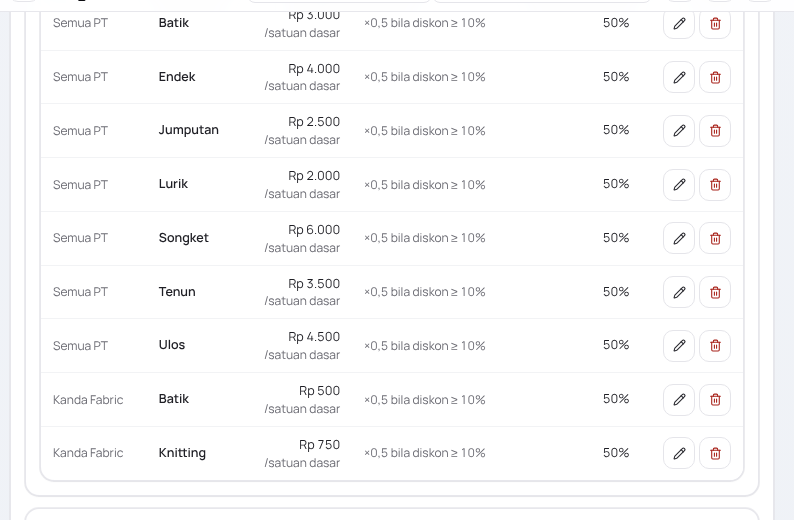 Semua PT Batik Rp 3.000 /satuan dasar ×0,5 bila diskon ≥ 10% 50%
Semua PT Endek Rp 4.000 /satuan dasar ×0,5 bila diskon ≥ 10% 50%
Semua PT Jumputan Rp 2.500 /satuan dasar ×0,5 bila diskon ≥ 10% 50%
Semua PT Lurik Rp 2.000 /satuan dasar ×0,5 bila diskon ≥ 10% 50%
Semua PT Songket Rp 6.000 /satuan dasar ×0,5 bila diskon ≥ 10% 50%
Semua PT Tenun Rp 3.500 /satuan dasar ×0,5 bila diskon ≥ 10% 50%
Semua PT Ulos Rp 4.500 /satuan dasar ×0,5 bila diskon ≥ 10% 50%
Kanda Fabric Batik Rp 500 /satuan dasar ×0,5 bila diskon ≥ 10% 50%
Kanda Fabric Knitting Rp 750 /satuan dasar ×0,5 bila diskon ≥ 10% 50%